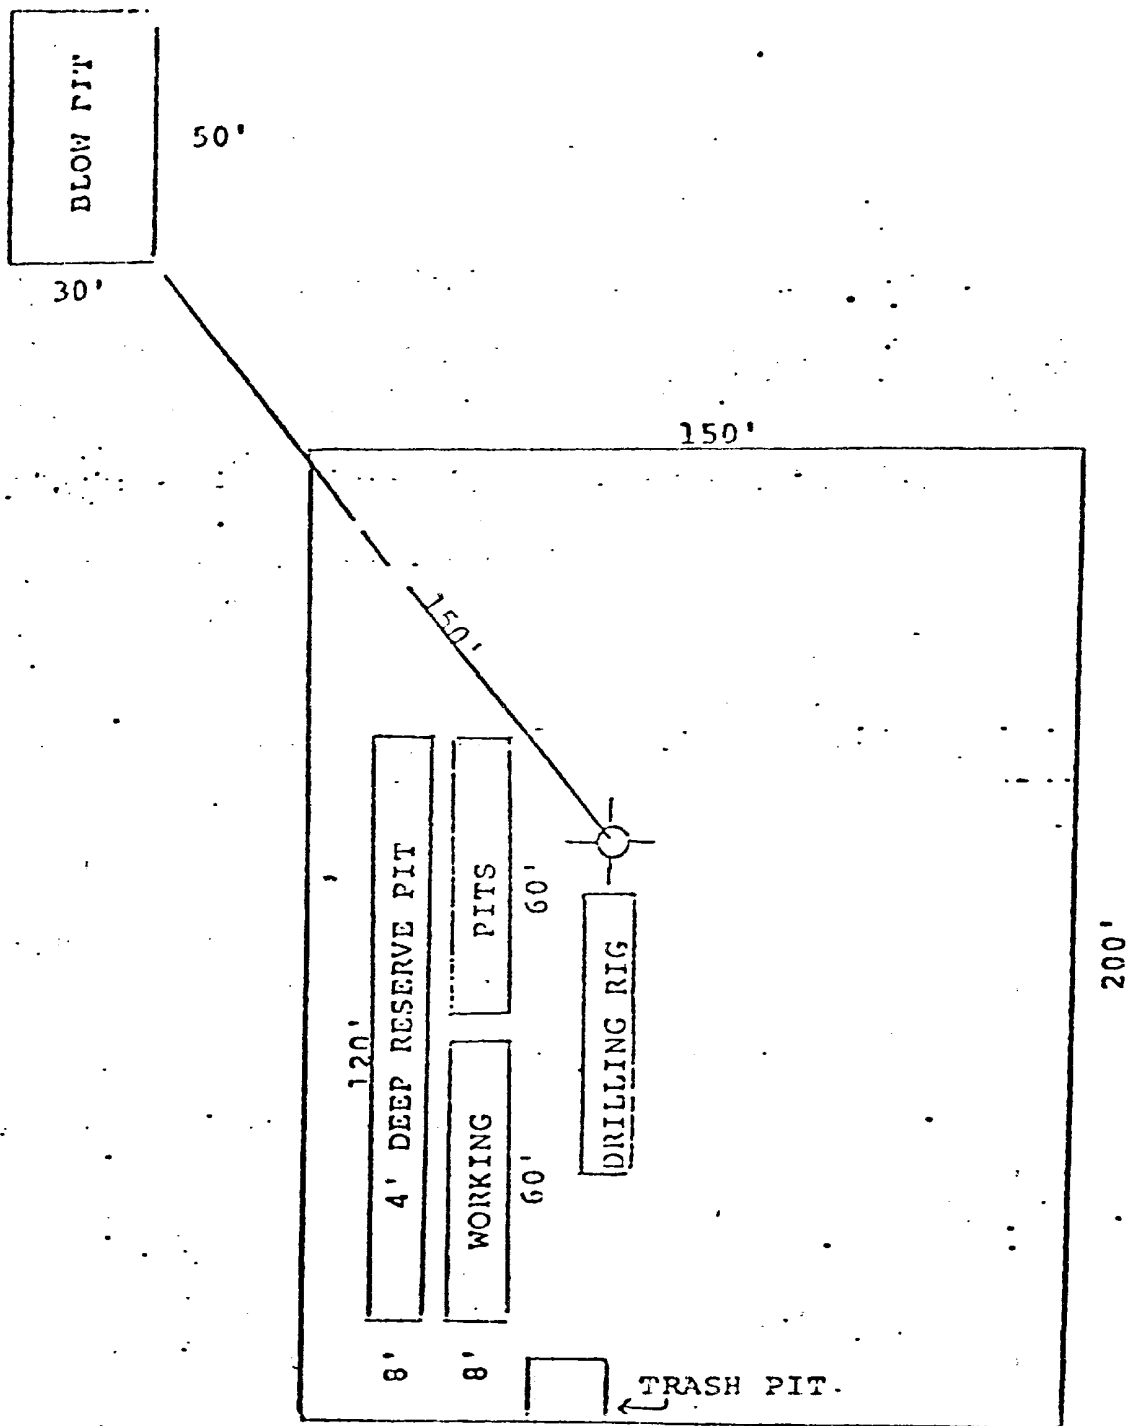 BLOW PIT
50'
30'
150'
150'
120'
4' DEEP RESERVE PIT
PITS
60'
WORKING
60'
DRILLING RIG
200'
8'
8'
TRASH PIT.